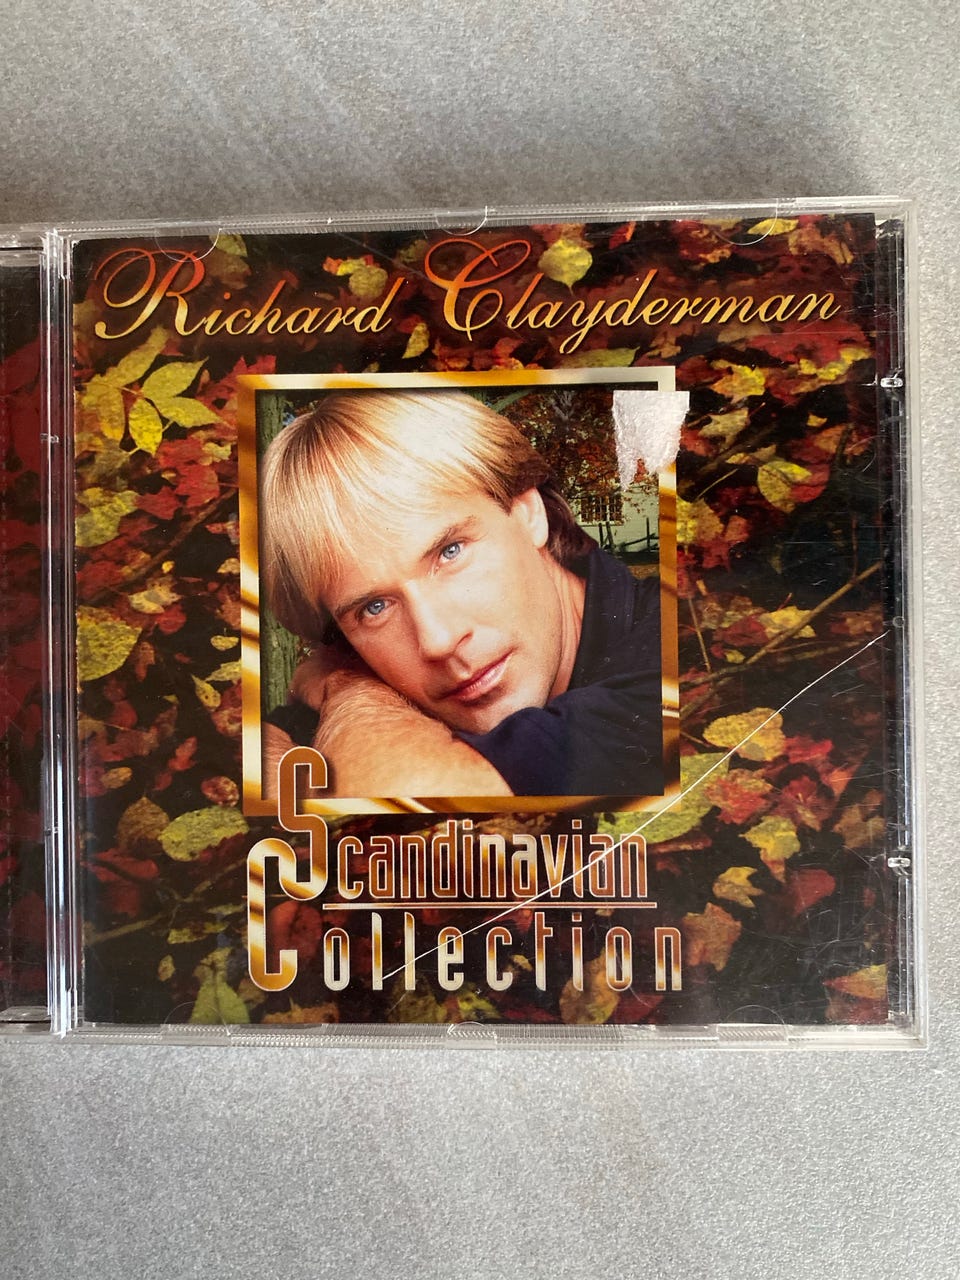 Richard Clayderman
Scandinavian
Collection